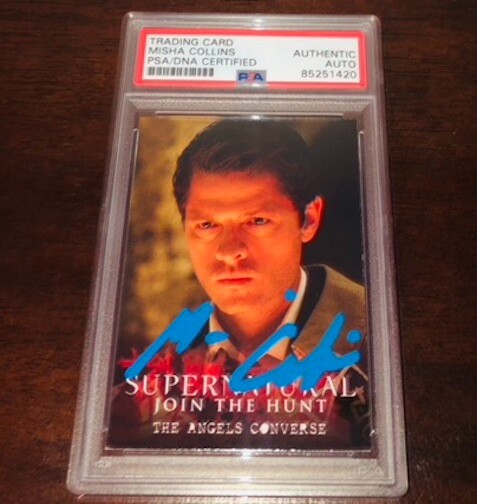 TRADING CARD
MISHA COLLINS
PSA/DNA CERTIFIED
AUTHENTIC
AUTO
85251420
PSA
SUPERNATURAL
JOIN THE HUNT
THE ANGELS CONVERSE